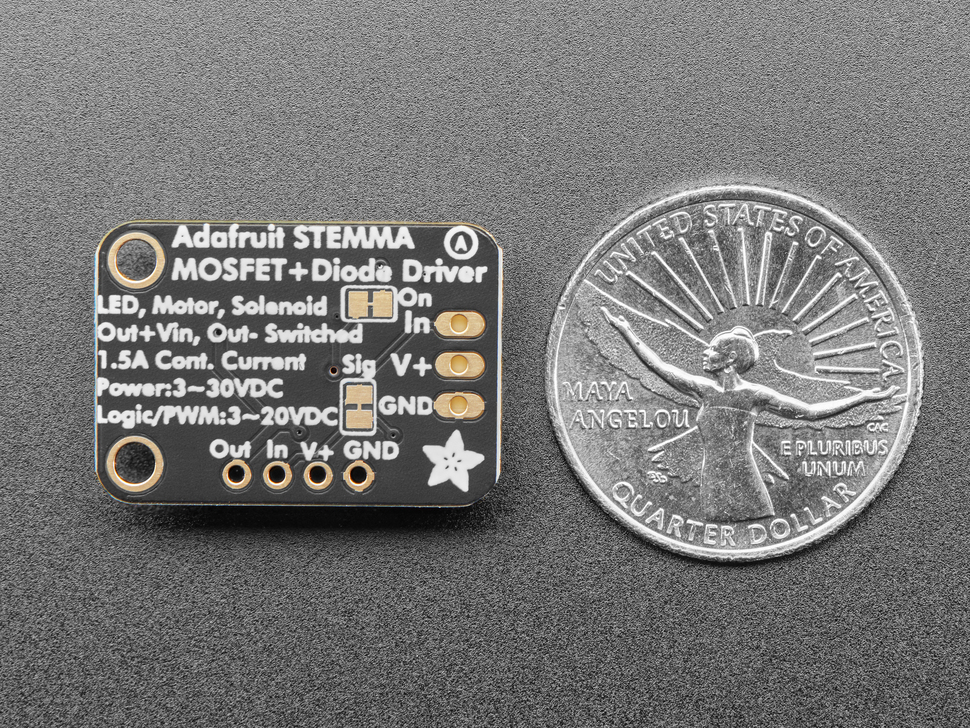 Adafruit STEMMA
A
MOSFET+Diode Driver
LED, Motor, Solenoid
On
In
Out+Vin, Out- Switched
1.5A Cont. Current
Sig V+
Power:3~30VDC
Logic/PWM:3~20VDC
GND
Out In V+ GND
UNITED STATES OF AMERICA
MAYA
ANGELOU
CAC
E PLURIBUS
UNUM
QUARTER DOLLAR